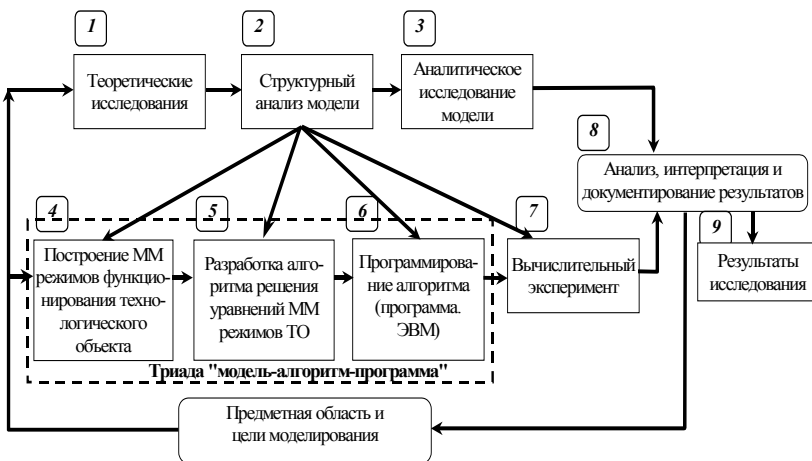 1
Теоретические
исследования
2
Структурный
анализ модели
3
Аналитическое
исследование
модели
8
Анализ, интерпретация и
документирование результатов
4
Построение ММ
режимов функци-
онирования техно-
логического
объекта
5
Разработка алго-
ритма решения
уравнений ММ
режимов ТО
6
Программирова-
ние алгоритма
(программа.
ЭВМ)
7
Вычислительный
эксперимент
9
Результаты
исследования
Триада "модель-алгоритм-программа"
Предметная область и
цели моделирования